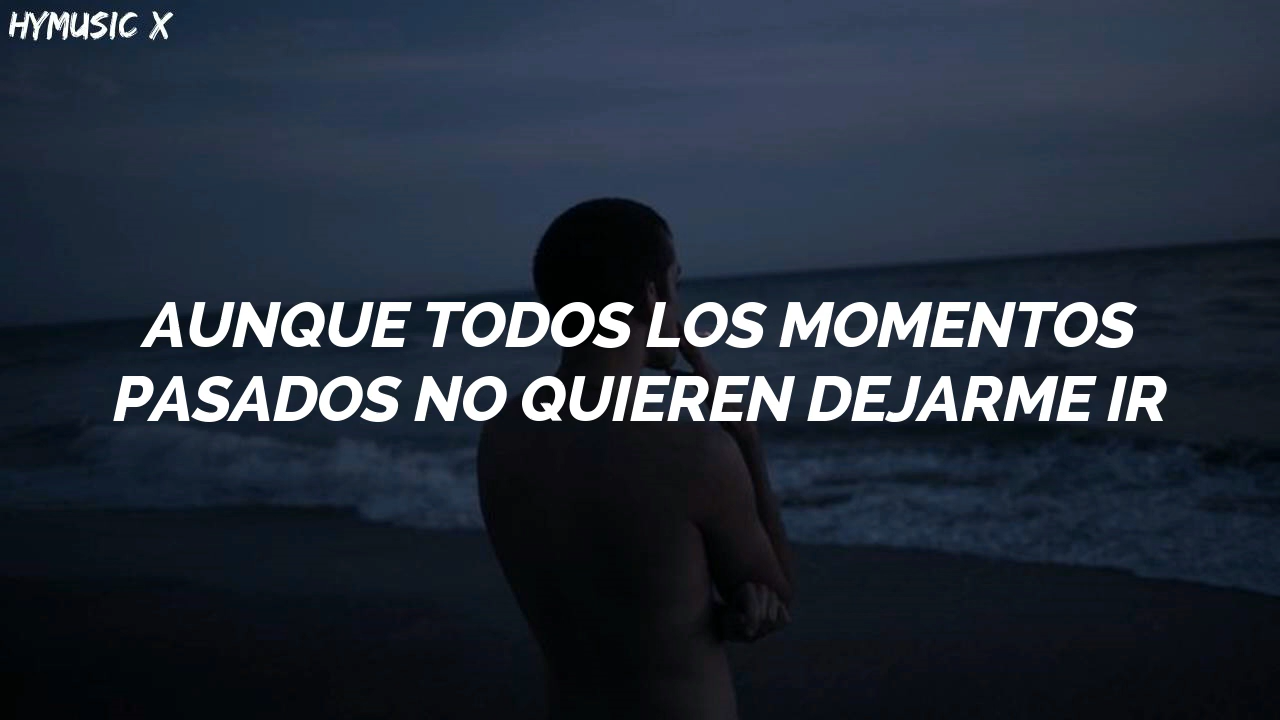 HYMUSIC X
AUNQUE TODOS LOS MOMENTOS
PASADOS NO QUIEREN DEJARME IR